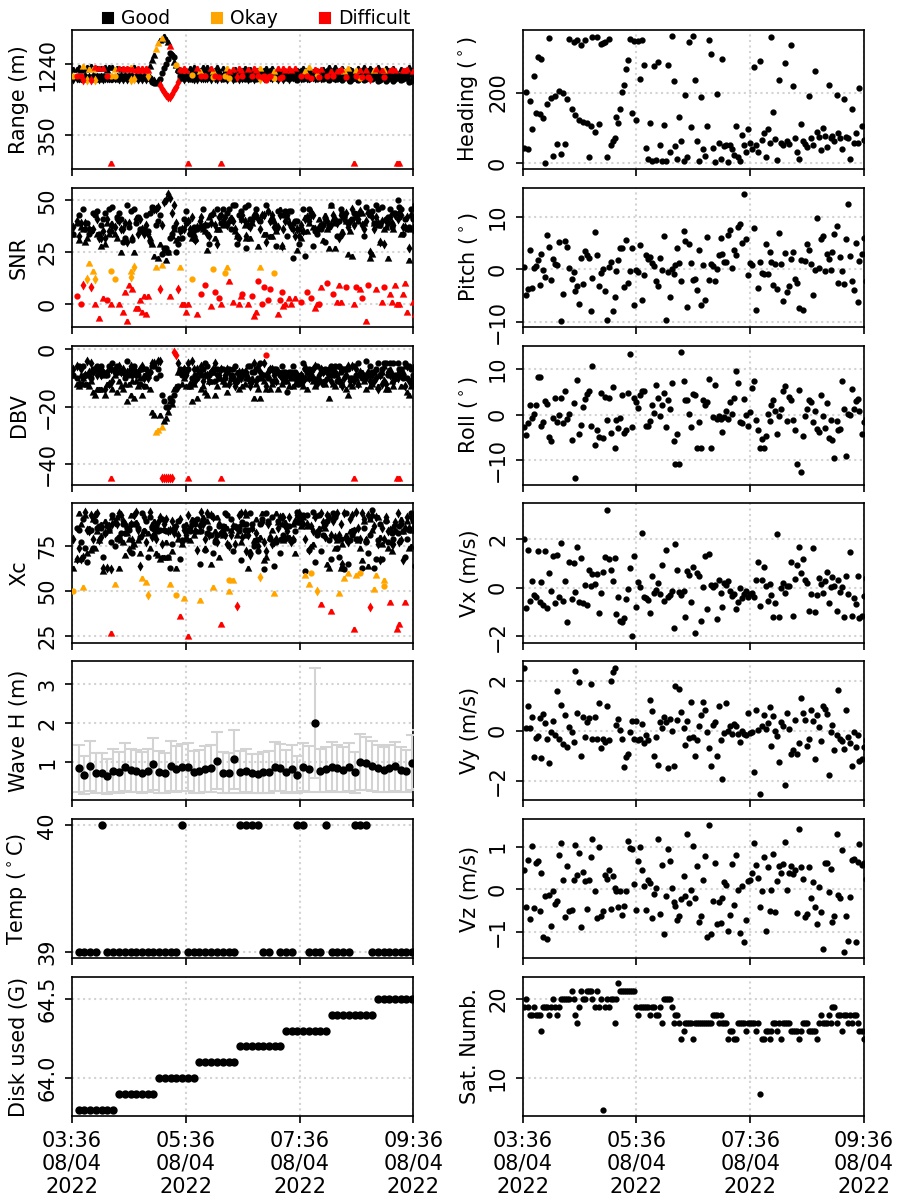 Good Okay Difficult
Range (m)
1240
350
Heading (°)
200
0
SNR
50
25
0
Pitch (°)
10
0
−10
DBV
0
−20
−40
Roll (°)
10
0
−10
Xc
75
50
25
Vx (m/s)
2
0
−2
Wave H (m)
3
2
1
Vy (m/s)
2
0
−2
Temp (°C)
40
39
Vz (m/s)
1
0
−1
Disk used (G)
64.5
64.0
Sat. Numb.
20
10
03:36 05:36 07:36 09:36 03:36 05:36 07:36 09:36
08/04 08/04 08/04 08/04 08/04 08/04 08/04 08/04
2022 2022 2022 2022 2022 2022 2022 2022